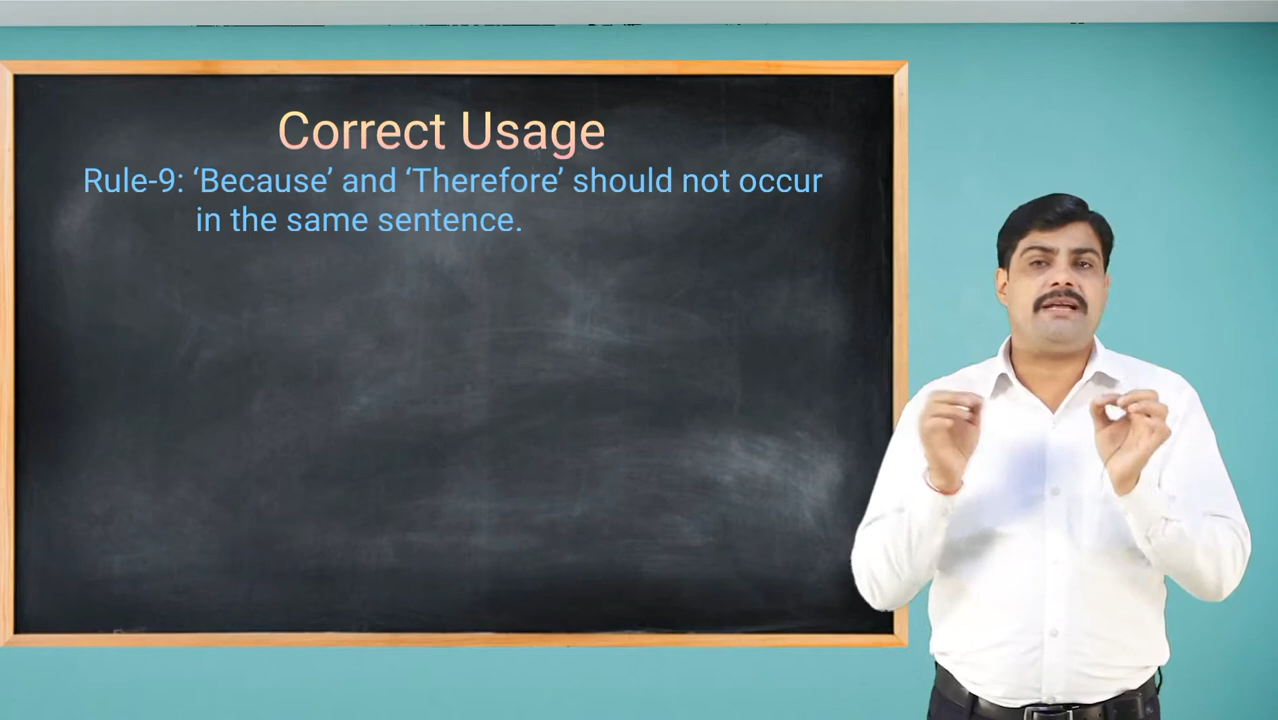 Correct Usage
Rule-9: ‘Because’ and ‘Therefore’ should not occur
in the same sentence.